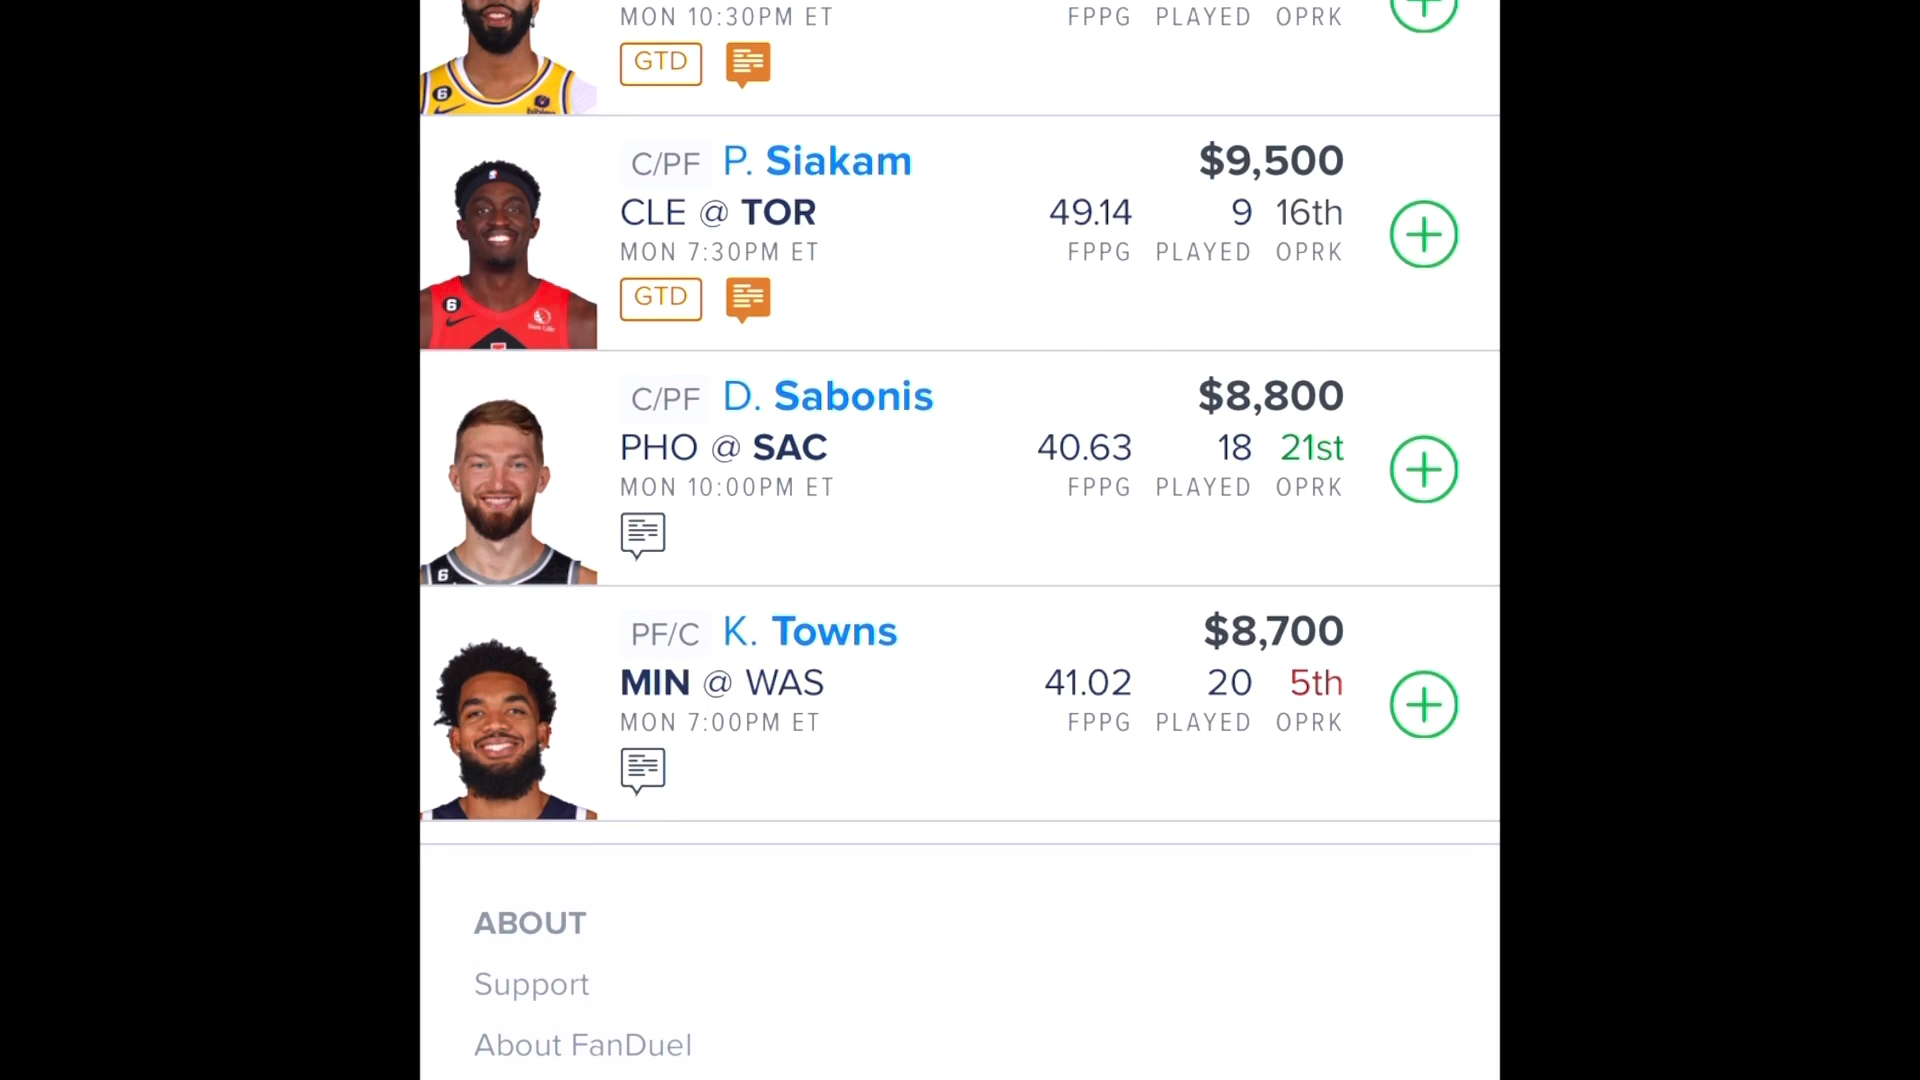 MON 10:30PM ET FPPG PLAYED OPRK
GTD
6
C/PF P. Siakam $9,500
CLE @ TOR 49.14 9 16th
MON 7:30PM ET FPPG PLAYED OPRK
GTD
6
C/PF D. Sabonis $8,800
PHO @ SAC 40.63 18 21st
MON 10:00PM ET FPPG PLAYED OPRK
6
PF/C K. Towns $8,700
MIN @ WAS 41.02 20 5th
MON 7:00PM ET FPPG PLAYED OPRK
ABOUT
Support
About FanDuel